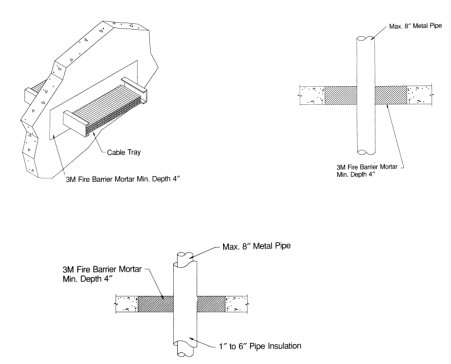 Max. 8" Metal Pipe
Cable Tray
3M Fire Barrier Mortar Min. Depth 4"
3M Fire Barrier Mortar
Min. Depth 4"
Max. 8" Metal Pipe
3M Fire Barrier Mortar
Min. Depth 4"
1" to 6" Pipe Insulation